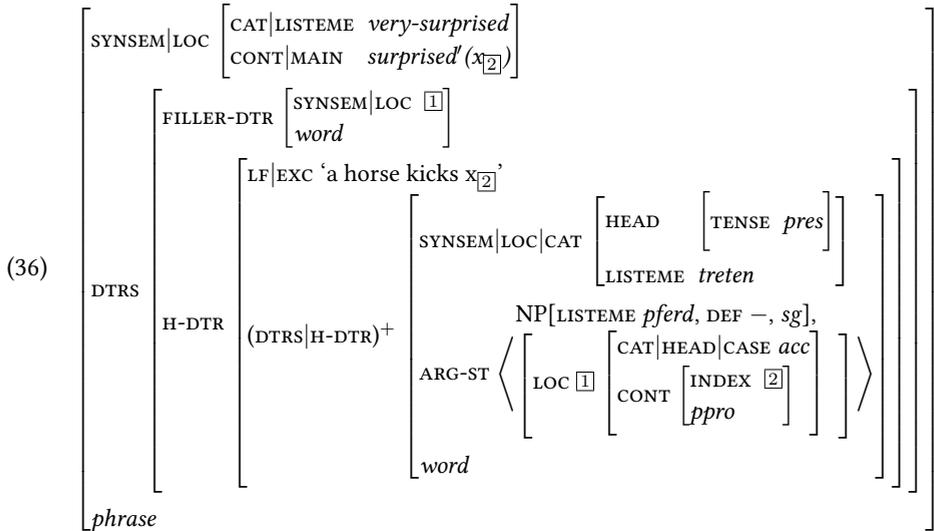 SYNSEM|LOC [CAT|LISTEME very-surprised
CONT|MAIN surprised′(x[2])]
FILLER-DTR [SYNSEM|LOC [1]
word]
LF|EXC ‘a horse kicks x[2]’
SYNSEM|LOC|CAT [HEAD [TENSE pres]
LISTEME treten]
(36)
DTRS
H-DTR
(DTRS|H-DTR)⁺
NP[LISTEME pferd, DEF −, sg],
ARG-ST ⟨[LOC [1] [CAT|HEAD|CASE acc
CONT [INDEX [2]
ppro]]]⟩
word
phrase